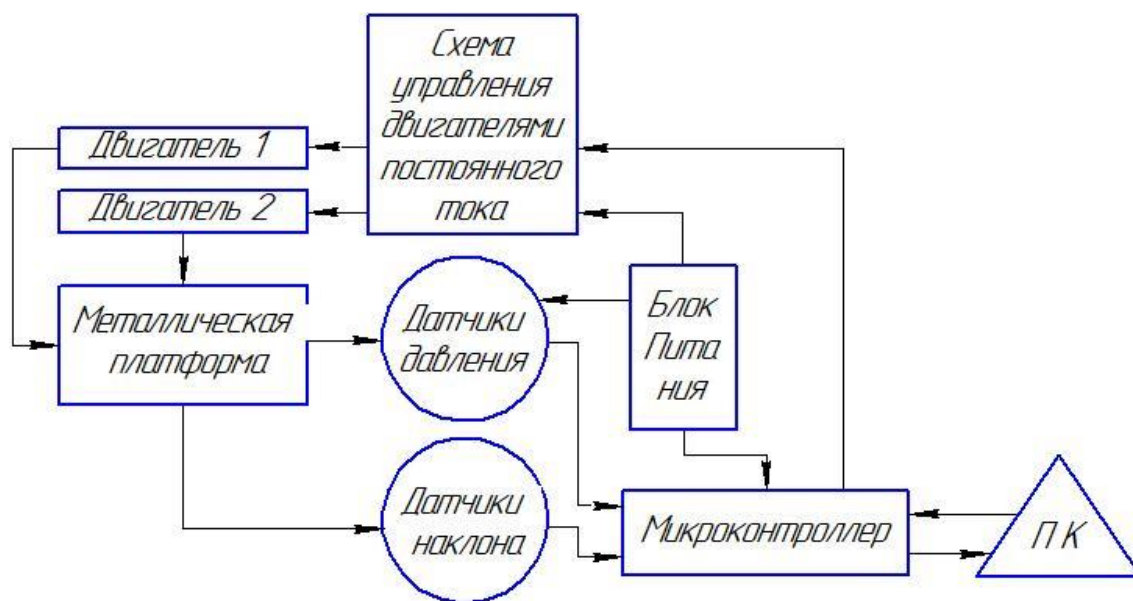 Схема
управления
двигателями
постоянного
тока
Двигатель 1
Двигатель 2
Металлическая
платформа
Датчики
давления
Блок
Пита
ния
Датчики
наклона
Микроконтроллер
П К